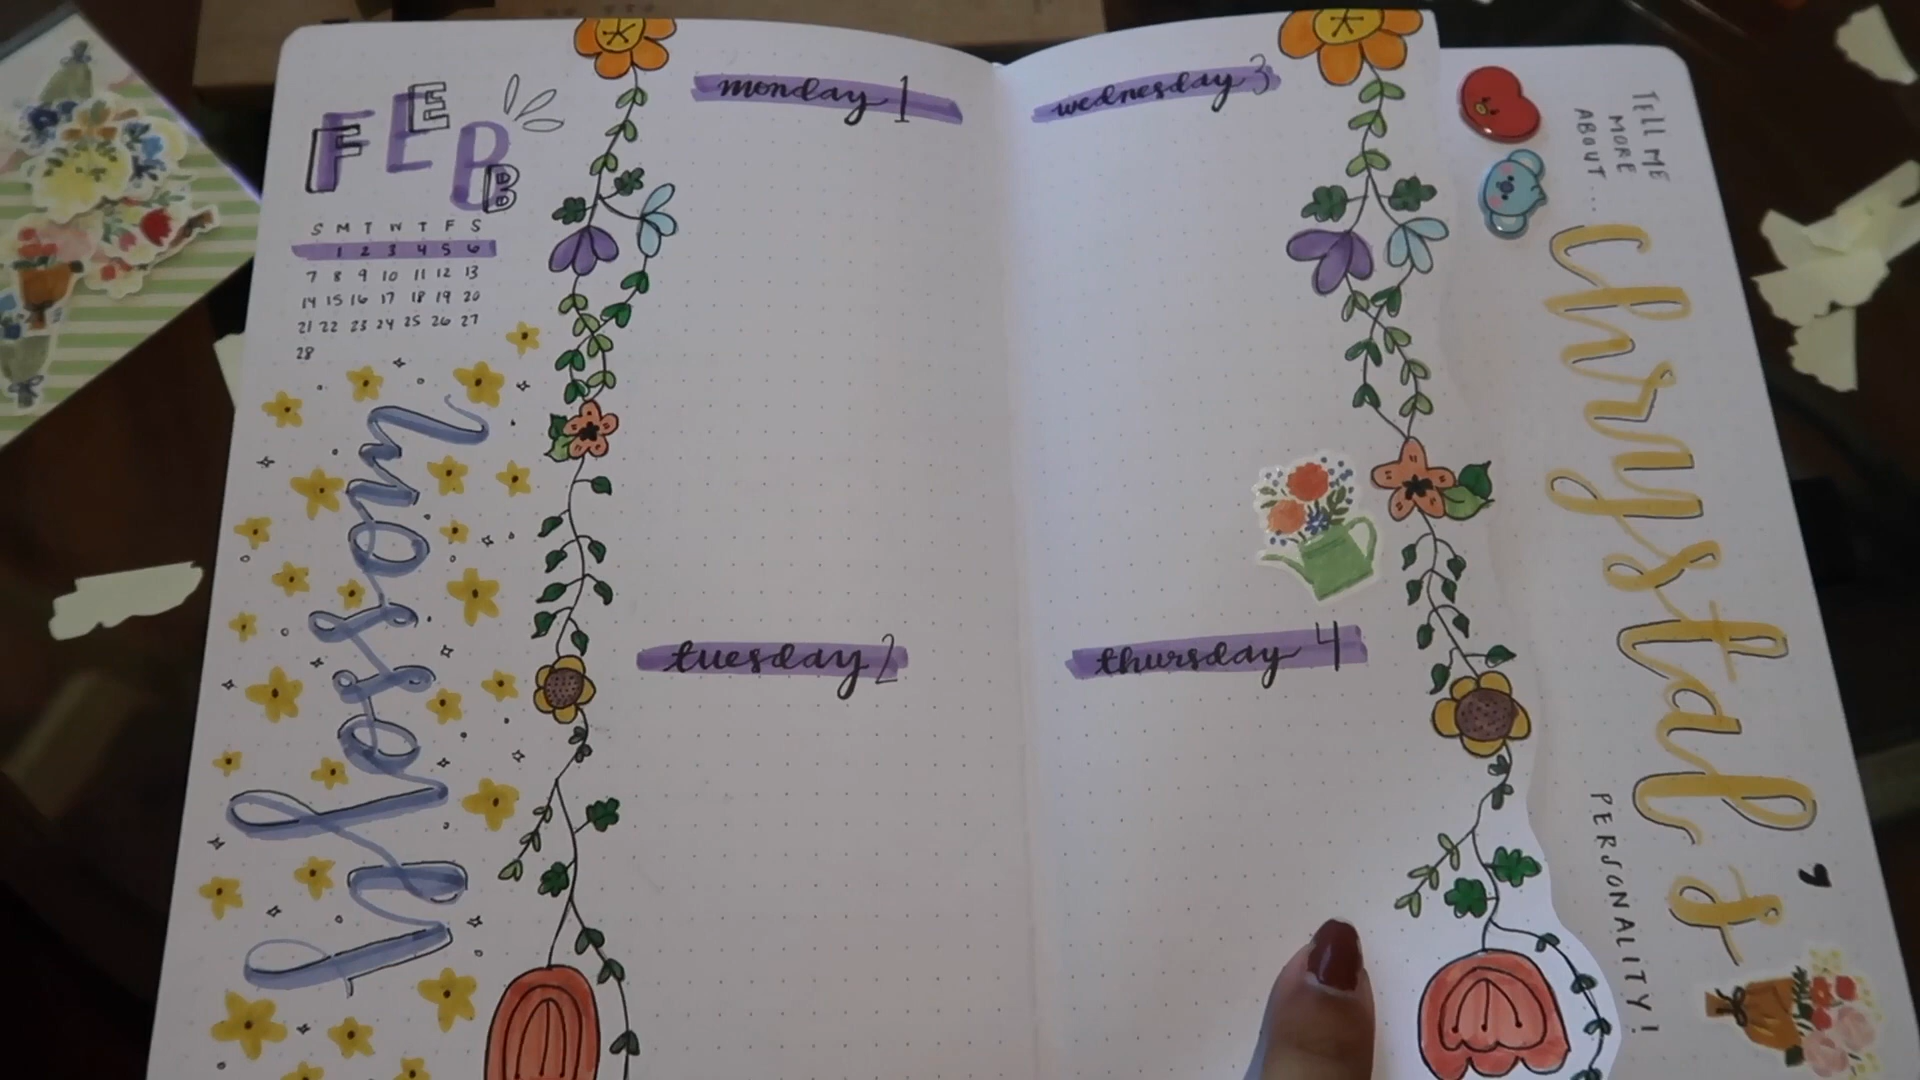 FEB
S M T W T F S
1 2 3 4 5 6
7 8 9 10 11 12 13
14 15 16 17 18 19 20
21 22 23 24 25 26 27
28
blossom
monday 1
tuesday 2
wednesday 3
thursday 4
TELL ME
MORE
ABOUT...
Chrystal's
PERSONALITY!